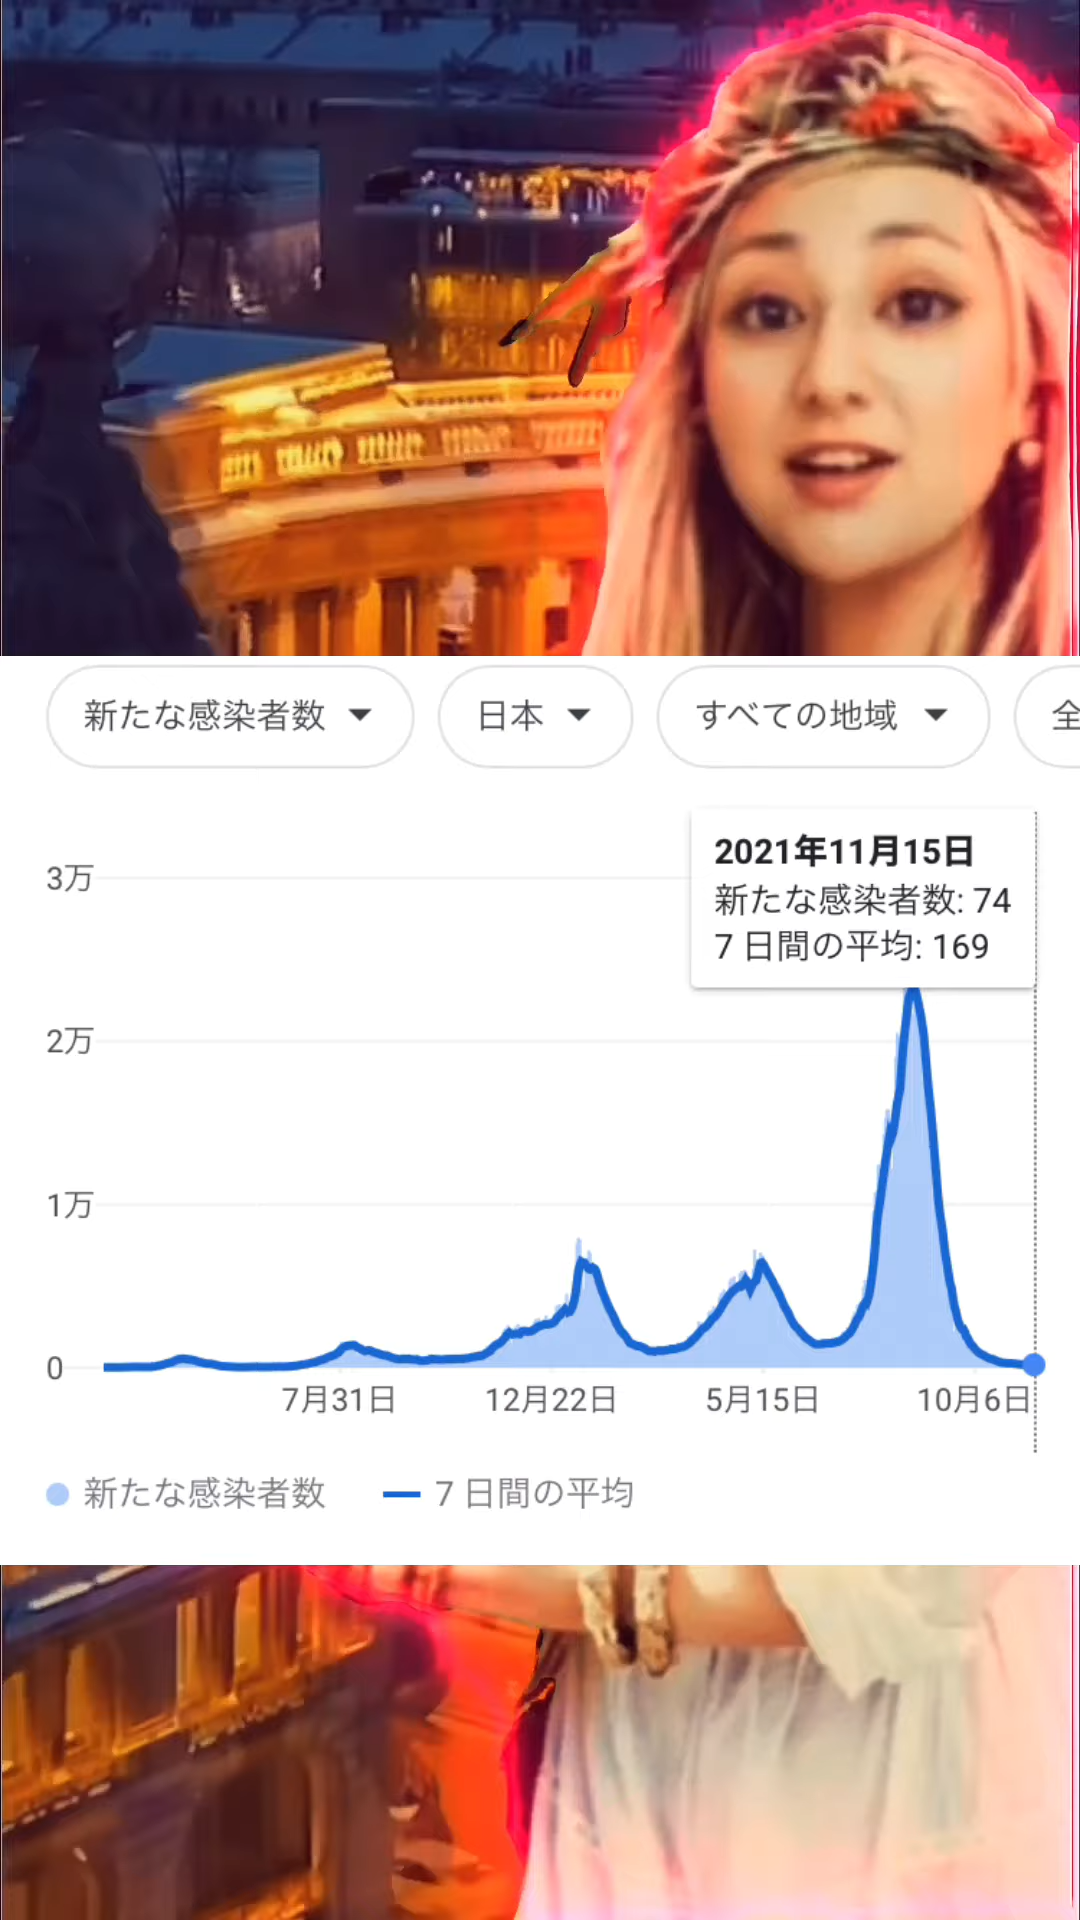 新たな感染者数
日本
すべての地域
全
2021年11月15日
新たな感染者数: 74
7 日間の平均: 169
3万
2万
1万
0
7月31日
12月22日
5月15日
10月6日
新たな感染者数
7 日間の平均